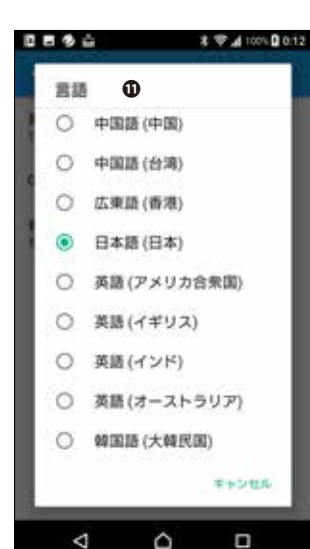 100% 0:12
言語 ⓫
中国語 (中国)
中国語 (台湾)
広東語 (香港)
日本語 (日本)
英語 (アメリカ合衆国)
英語 (イギリス)
英語 (インド)
英語 (オーストラリア)
韓国語 (大韓民国)
キャンセル